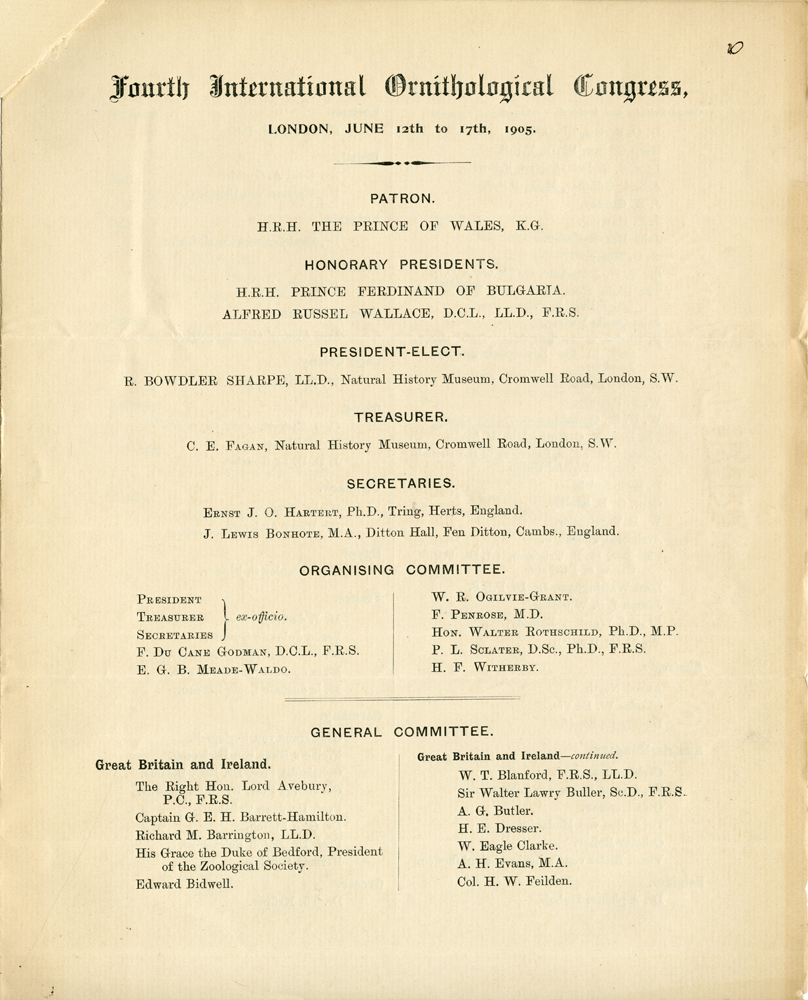 Fourth International Ornithological Congress,
LONDON, JUNE 12th to 17th, 1905.
PATRON.
H.R.H. THE PRINCE OF WALES, K.G.
HONORARY PRESIDENTS.
H.R.H. PRINCE FERDINAND OF BULGARIA.
ALFRED RUSSEL WALLACE, D.C.L., LL.D., F.R.S.
PRESIDENT-ELECT.
R. BOWDLER SHARPE, LL.D., Natural History Museum, Cromwell Road, London, S.W.
TREASURER.
C. E. FAGAN, Natural History Museum, Cromwell Road, London, S.W.
SECRETARIES.
ERNST J. O. HARTERT, Ph.D., Tring, Herts, England.
J. LEWIS BONHOTE, M.A., Ditton Hall, Fen Ditton, Cambs., England.
ORGANISING COMMITTEE.
PRESIDENT
TREASURER } ex-officio.
SECRETARIES
F. DU CANE GODMAN, D.C.L., F.R.S.
E. G. B. MEADE-WALDO.
W. R. OGILVIE-GRANT.
F. PENROSE, M.D.
HON. WALTER ROTHSCHILD, Ph.D., M.P.
P. L. SCLATER, D.Sc., Ph.D., F.R.S.
H. F. WITHERBY.
GENERAL COMMITTEE.
Great Britain and Ireland.
The Right Hon. Lord Avebury,
P.C., F.R.S.
Captain G. E. H. Barrett-Hamilton.
Richard M. Barrington, LL.D.
His Grace the Duke of Bedford, President
of the Zoological Society.
Edward Bidwell.
Great Britain and Ireland—continued.
W. T. Blanford, F.R.S., LL.D.
Sir Walter Lawry Buller, Sc.D., F.R.S.
A. G. Butler.
H. E. Dresser.
W. Eagle Clarke.
A. H. Evans, M.A.
Col. H. W. Feilden.